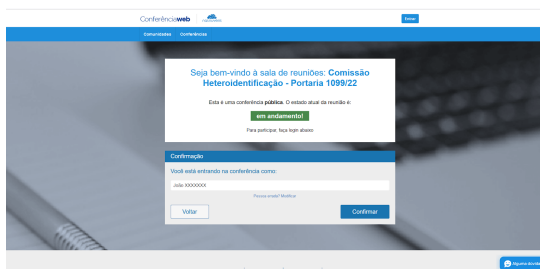 Conferênciaweb
Entrar
Comunidades Conferências
Seja bem-vindo à sala de reuniões: Comissão
Heteroidentificação - Portaria 1099/22
Esta é uma conferência pública. O estado atual da reunião é:
em andamento!
Para participar, faça login abaixo
Confirmação
Você está entrando na conferência como:
João XXXXXXX
Possui email? Modificar
Voltar
Confirmar
Alguma dúvida